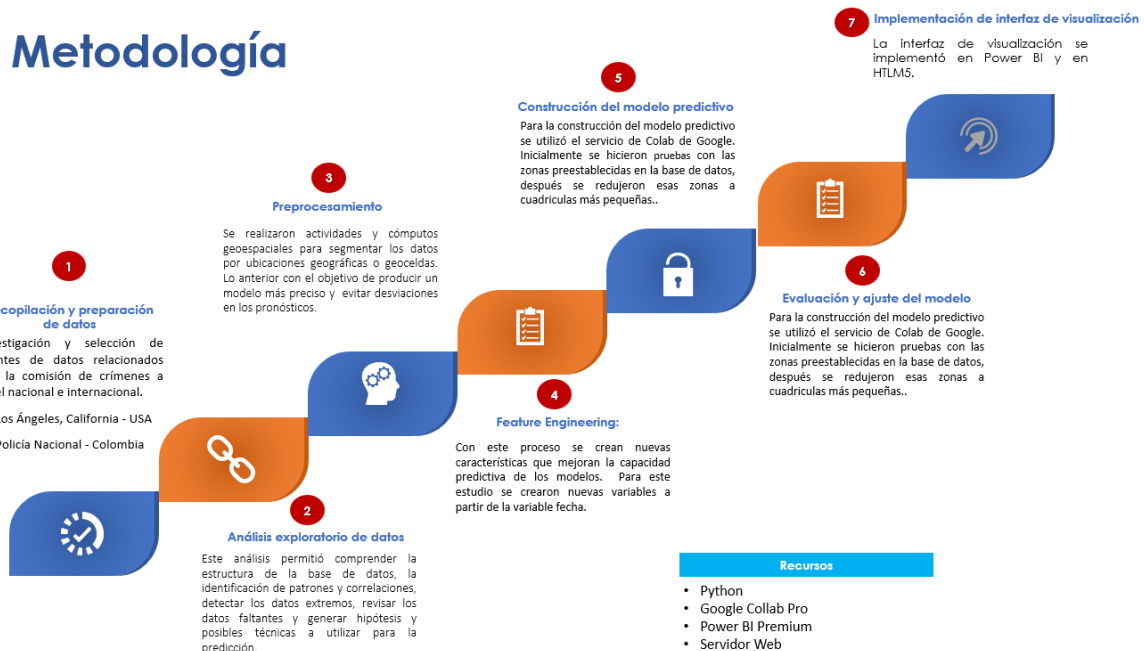 Metodología
1
copilación y preparación
de datos
estigación y selección de
ntes de datos relacionados
la comisión de crímenes a
el nacional e internacional.
os Ángeles, California - USA
Policía Nacional - Colombia
2
Análisis exploratorio de datos
Este análisis permitió comprender la
estructura de la base de datos, la
identificación de patrones y correlaciones,
detectar los datos extremos, revisar los
datos faltantes y generar hipótesis y
posibles técnicas a utilizar para la
predicción.
3
Preprocesamiento
Se realizaron actividades y cómputos
geoespaciales para segmentar los datos
por ubicaciones geográficas o geoceldas.
Lo anterior con el objetivo de producir un
modelo más preciso y evitar desviaciones
en los pronósticos.
4
Feature Engineering:
Con este proceso se crean nuevas
características que mejoran la capacidad
predictiva de los modelos. Para este
estudio se crearon nuevas variables a
partir de la variable fecha.
5
Construcción del modelo predictivo
Para la construcción del modelo predictivo
se utilizó el servicio de Colab de Google.
Inicialmente se hicieron pruebas con las
zonas preestablecidas en la base de datos,
después se redujeron esas zonas a
cuadriculas más pequeñas..
6
Evaluación y ajuste del modelo
Para la construcción del modelo predictivo
se utilizó el servicio de Colab de Google.
Inicialmente se hicieron pruebas con las
zonas preestablecidas en la base de datos,
después se redujeron esas zonas a
cuadriculas más pequeñas..
7
Implementación de interfaz de visualización
La interfaz de visualización se
implementó en Power BI y en
HTLM5.
Recursos
• Python
• Google Collab Pro
• Power BI Premium
• Servidor Web